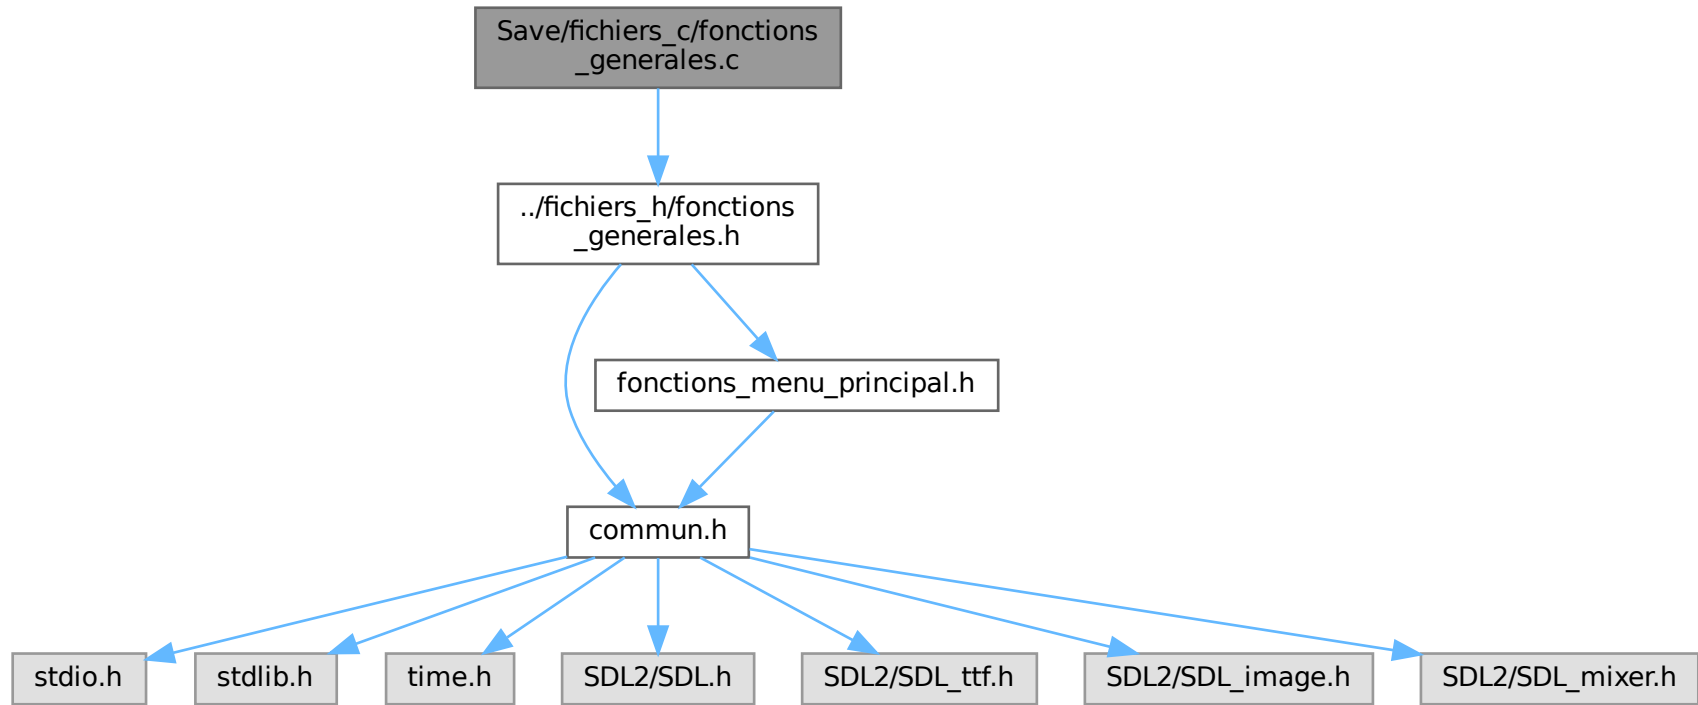 Save/fichiers_c/fonctions
_generales.c
../fichiers_h/fonctions
_generales.h
fonctions_menu_principal.h
commun.h
stdio.h
stdlib.h
time.h
SDL2/SDL.h
SDL2/SDL_ttf.h
SDL2/SDL_image.h
SDL2/SDL_mixer.h